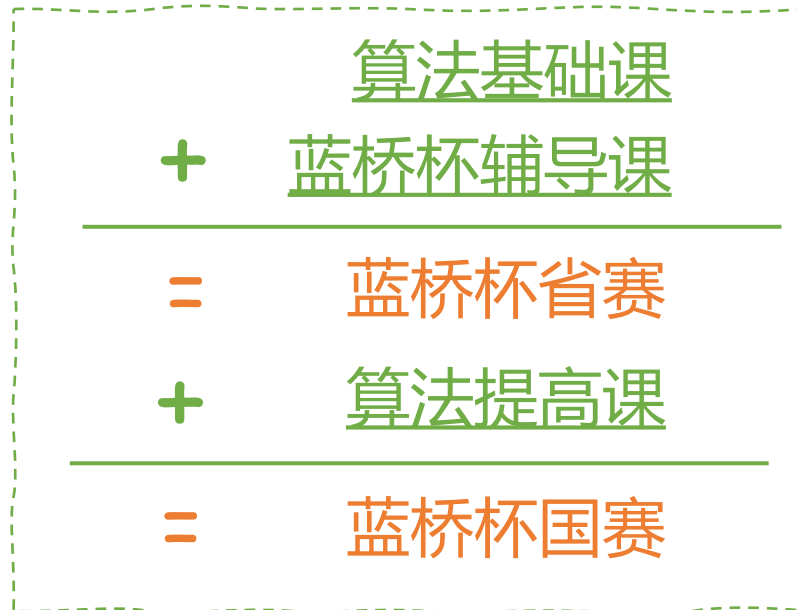 算法基础课
+ 蓝桥杯辅导课
= 蓝桥杯省赛
+ 算法提高课
= 蓝桥杯国赛